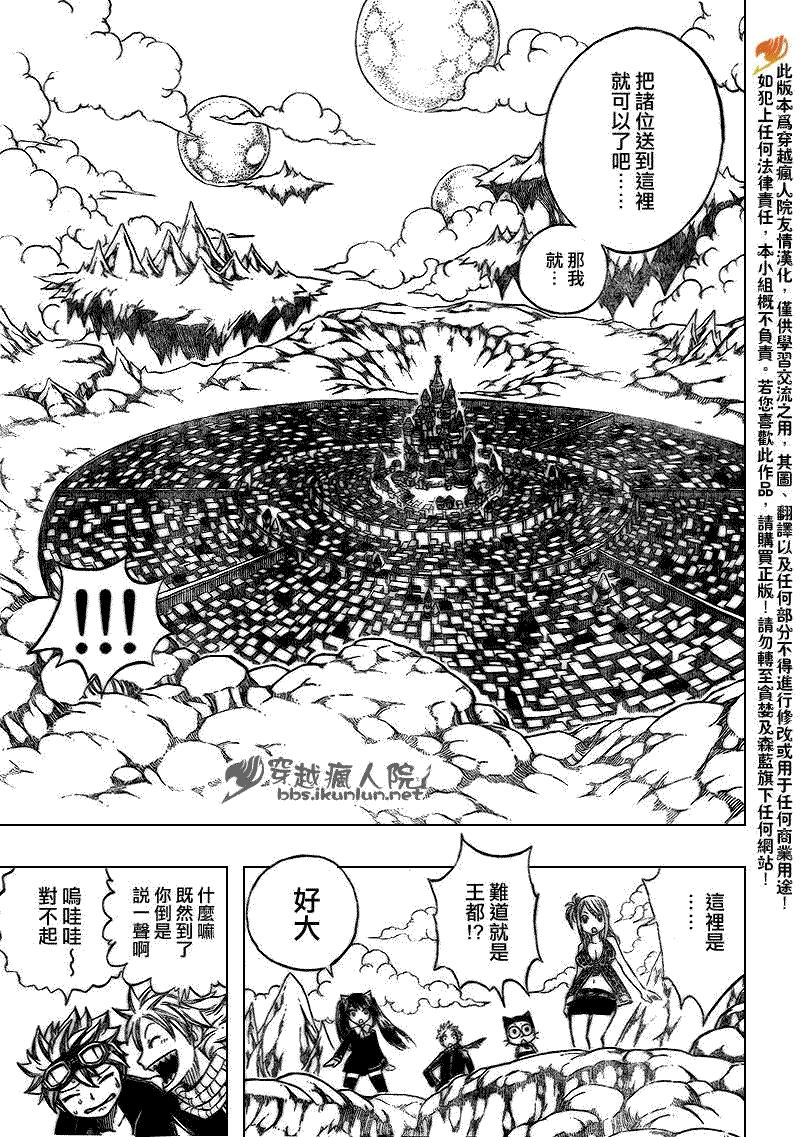 把諸位送到這裡
就可以了吧⋯⋯
那我
就⋯
!!!
穿越瘋人院
bbs.ikunlun.net
這裡是
⋯⋯
難道就是
王都!?
好大
什麼嘛
既然到了
你倒是
説一聲啊
嗚哇哇~
對不起
此版本爲穿越瘋人院友情漢化，僅供學習交流之用，其圖、翻譯以及任何部分不得進行修改或用于任何商業用途！
如犯上任何法律責任，本小組概不負責。若您喜歡此作品，請購買正版！請勿轉至貪婪及森藍旗下任何網站！